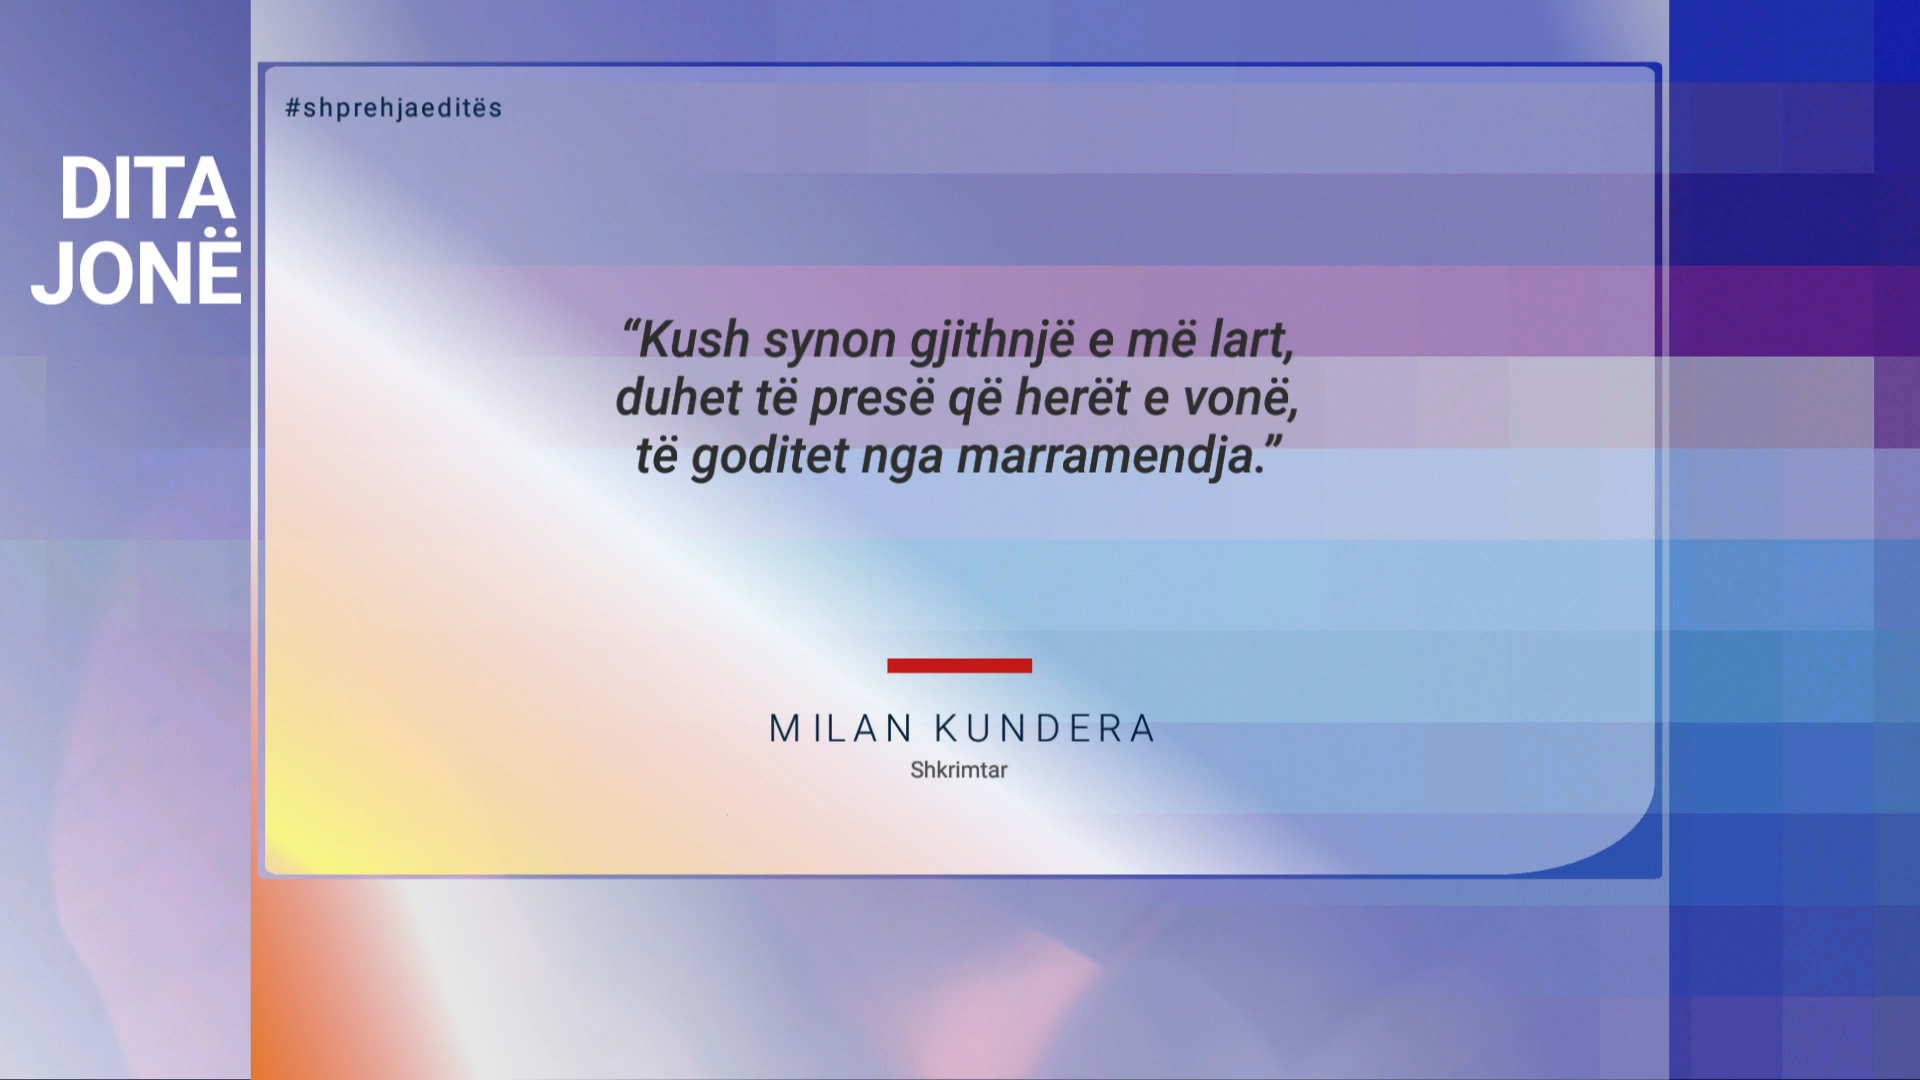 #shprehjaeditës
DITA
JONË
“Kush synon gjithnjë e më lart,
duhet të presë që herët e vonë,
të goditet nga marramendja.”
MILAN KUNDERA
Shkrimtar